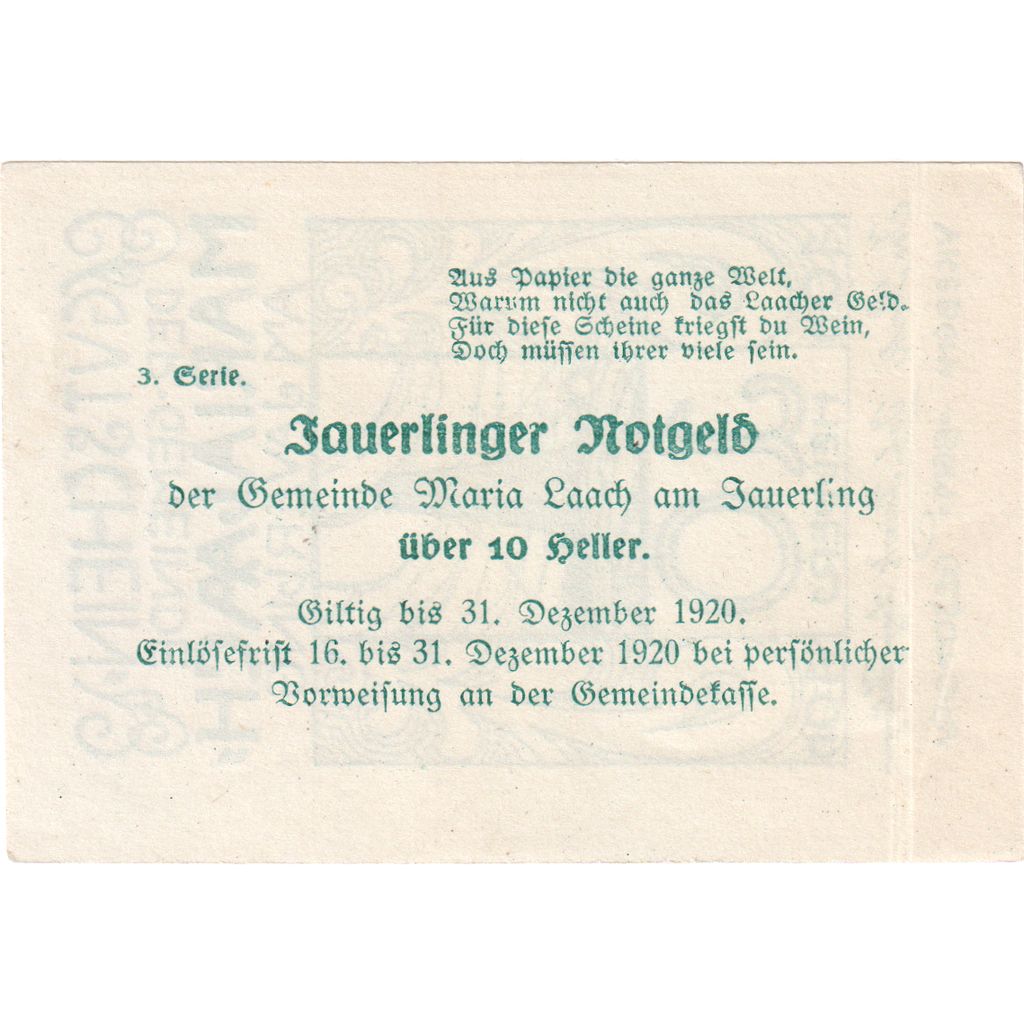 Aus Papier die ganze Welt,
Warum nicht auch das Laacher Geld.
Für diese Scheine kriegst du Wein,
Doch müssen ihrer viele sein.
3. Serie.
Jauerlinger Notgeld
der Gemeinde Maria Laach am Jauerling
über 10 Heller.
Giltig bis 31. Dezember 1920.
Einlösefrist 16. bis 31. Dezember 1920 bei persönlicher
Vorweisung an der Gemeindekasse.